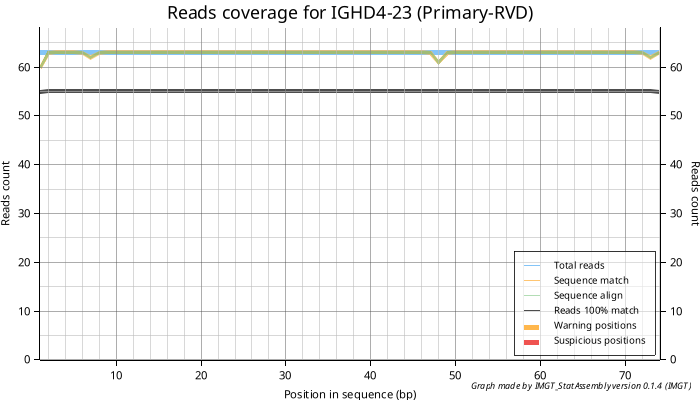 Reads coverage for IGHD4-23 (Primary-RVD)
60
50
40
30
20
10
0
Reads count
60
50
40
30
20
10
0
Reads count
Total reads
Sequence match
Sequence align
Reads 100% match
Warning positions
Suspicious positions
10 20 30 40 50 60 70
Position in sequence (bp)
Graph made by IMGT_StatAssembly version 0.1.4 (IMGT)